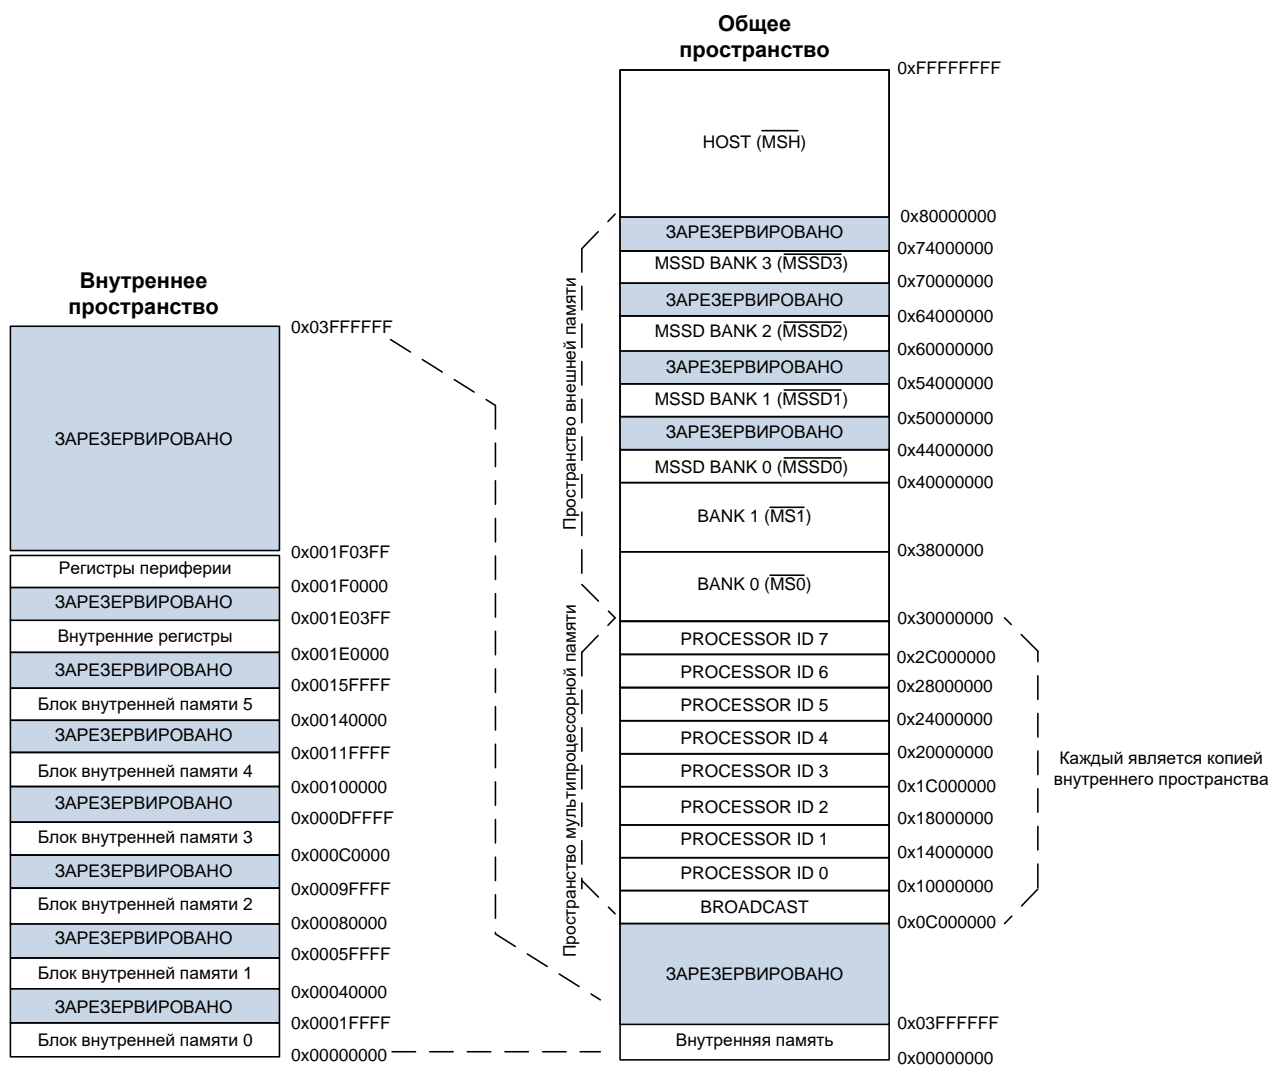 Внутреннее
пространство
0x03FFFFFF
ЗАРЕЗЕРВИРОВАНО
0x001F03FF
Регистры периферии
0x001F0000
ЗАРЕЗЕРВИРОВАНО
0x001E03FF
Внутренние регистры
0x001E0000
ЗАРЕЗЕРВИРОВАНО
0x0015FFFF
Блок внутренней памяти 5
0x00140000
ЗАРЕЗЕРВИРОВАНО
0x0011FFFF
Блок внутренней памяти 4
0x00100000
ЗАРЕЗЕРВИРОВАНО
0x000DFFFF
Блок внутренней памяти 3
0x000C0000
ЗАРЕЗЕРВИРОВАНО
0x0009FFFF
Блок внутренней памяти 2
0x00080000
ЗАРЕЗЕРВИРОВАНО
0x0005FFFF
Блок внутренней памяти 1
0x00040000
ЗАРЕЗЕРВИРОВАНО
0x0001FFFF
Блок внутренней памяти 0
0x00000000
Общее
пространство
0xFFFFFFFF
HOST (MSH)
0x80000000
ЗАРЕЗЕРВИРОВАНО
0x74000000
MSSD BANK 3 (MSSD3)
0x70000000
ЗАРЕЗЕРВИРОВАНО
0x64000000
MSSD BANK 2 (MSSD2)
0x60000000
ЗАРЕЗЕРВИРОВАНО
0x54000000
MSSD BANK 1 (MSSD1)
0x50000000
ЗАРЕЗЕРВИРОВАНО
0x44000000
MSSD BANK 0 (MSSD0)
0x40000000
BANK 1 (MS1)
0x3800000
BANK 0 (MS0)
0x30000000
PROCESSOR ID 7
0x2C000000
PROCESSOR ID 6
0x28000000
PROCESSOR ID 5
0x24000000
PROCESSOR ID 4
0x20000000
PROCESSOR ID 3
0x1C000000
PROCESSOR ID 2
0x18000000
PROCESSOR ID 1
0x14000000
PROCESSOR ID 0
0x10000000
BROADCAST
0x0C000000
ЗАРЕЗЕРВИРОВАНО
0x03FFFFFF
Внутренняя память
0x00000000
Пространство внешней памяти
Пространство мультипроцессорной памяти
Каждый является копией
внутреннего пространства